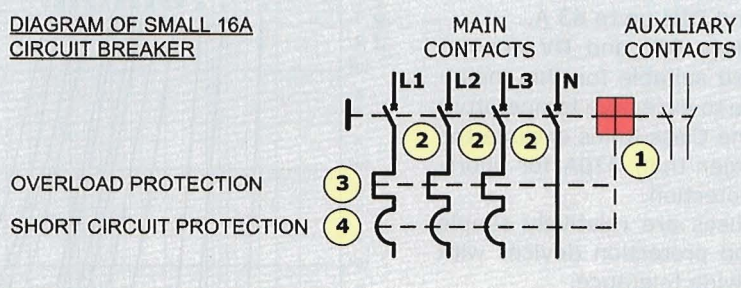 DIAGRAM OF SMALL 16A
CIRCUIT BREAKER
MAIN
CONTACTS
AUXILIARY
CONTACTS
L1 L2 L3 N
2 2 2
1
OVERLOAD PROTECTION 3
SHORT CIRCUIT PROTECTION 4